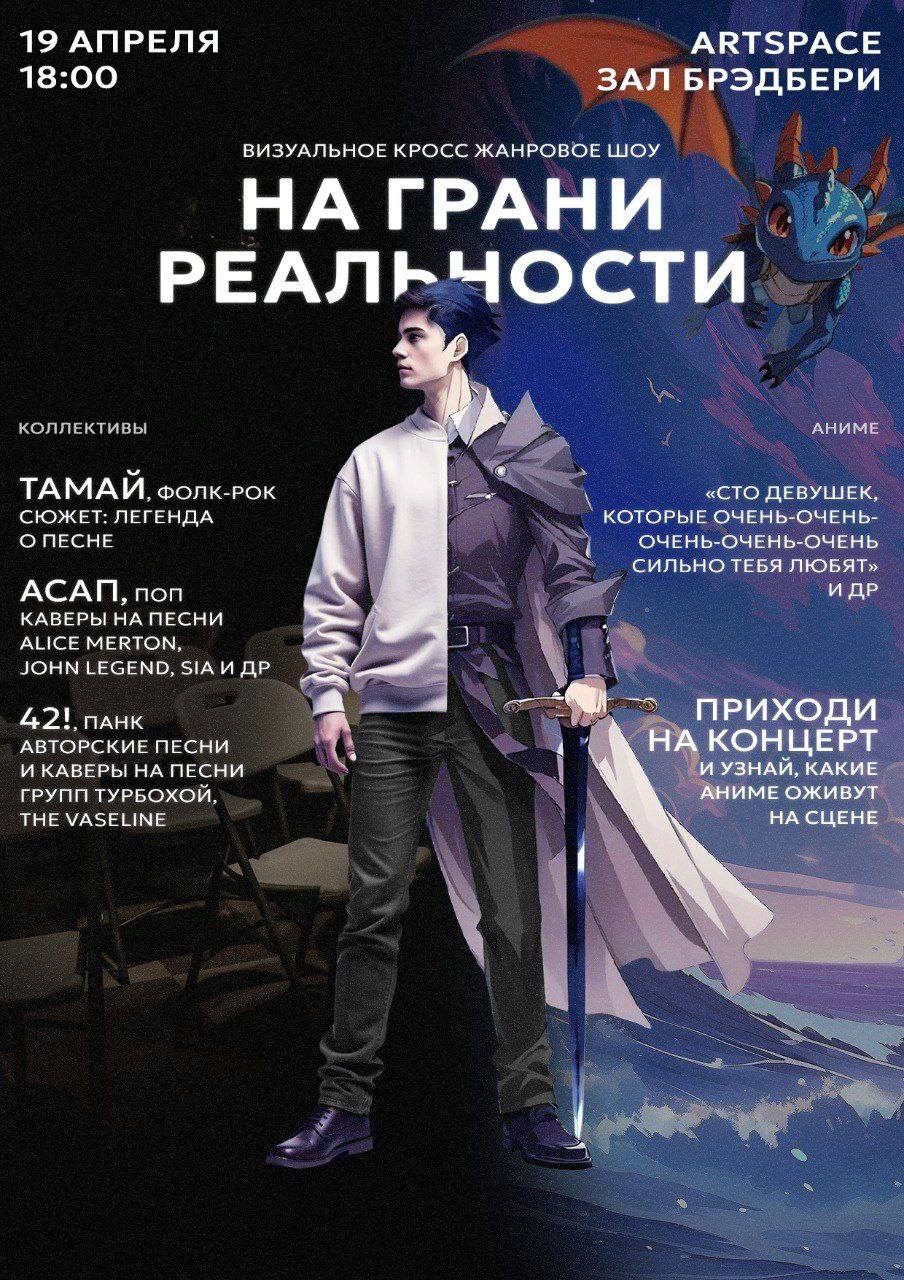 19 АПРЕЛЯ
18:00
ARTSPACE
ЗАЛ БРЭДБЕРИ
ВИЗУАЛЬНОЕ КРОСС ЖАНРОВОЕ ШОУ
НА ГРАНИ
РЕАЛЬНОСТИ
КОЛЛЕКТИВЫ
ТАМАЙ, ФОЛК-РОК
СЮЖЕТ: ЛЕГЕНДА
О ПЕСНЕ
АСАП, ПОП
КАВЕРЫ НА ПЕСНИ
ALICE MERTON,
JOHN LEGEND, SIA И ДР
42!, ПАНК
АВТОРСКИЕ ПЕСНИ
И КАВЕРЫ НА ПЕСНИ
ГРУПП ТУРБОХОЙ,
THE VASELINE
АНИМЕ
«СТО ДЕВУШЕК,
КОТОРЫЕ ОЧЕНЬ-ОЧЕНЬ-
ОЧЕНЬ-ОЧЕНЬ-ОЧЕНЬ
СИЛЬНО ТЕБЯ ЛЮБЯТ»
И ДР
ПРИХОДИ
НА КОНЦЕРТ
И УЗНАЙ, КАКИЕ
АНИМЕ ОЖИВУТ
НА СЦЕНЕ